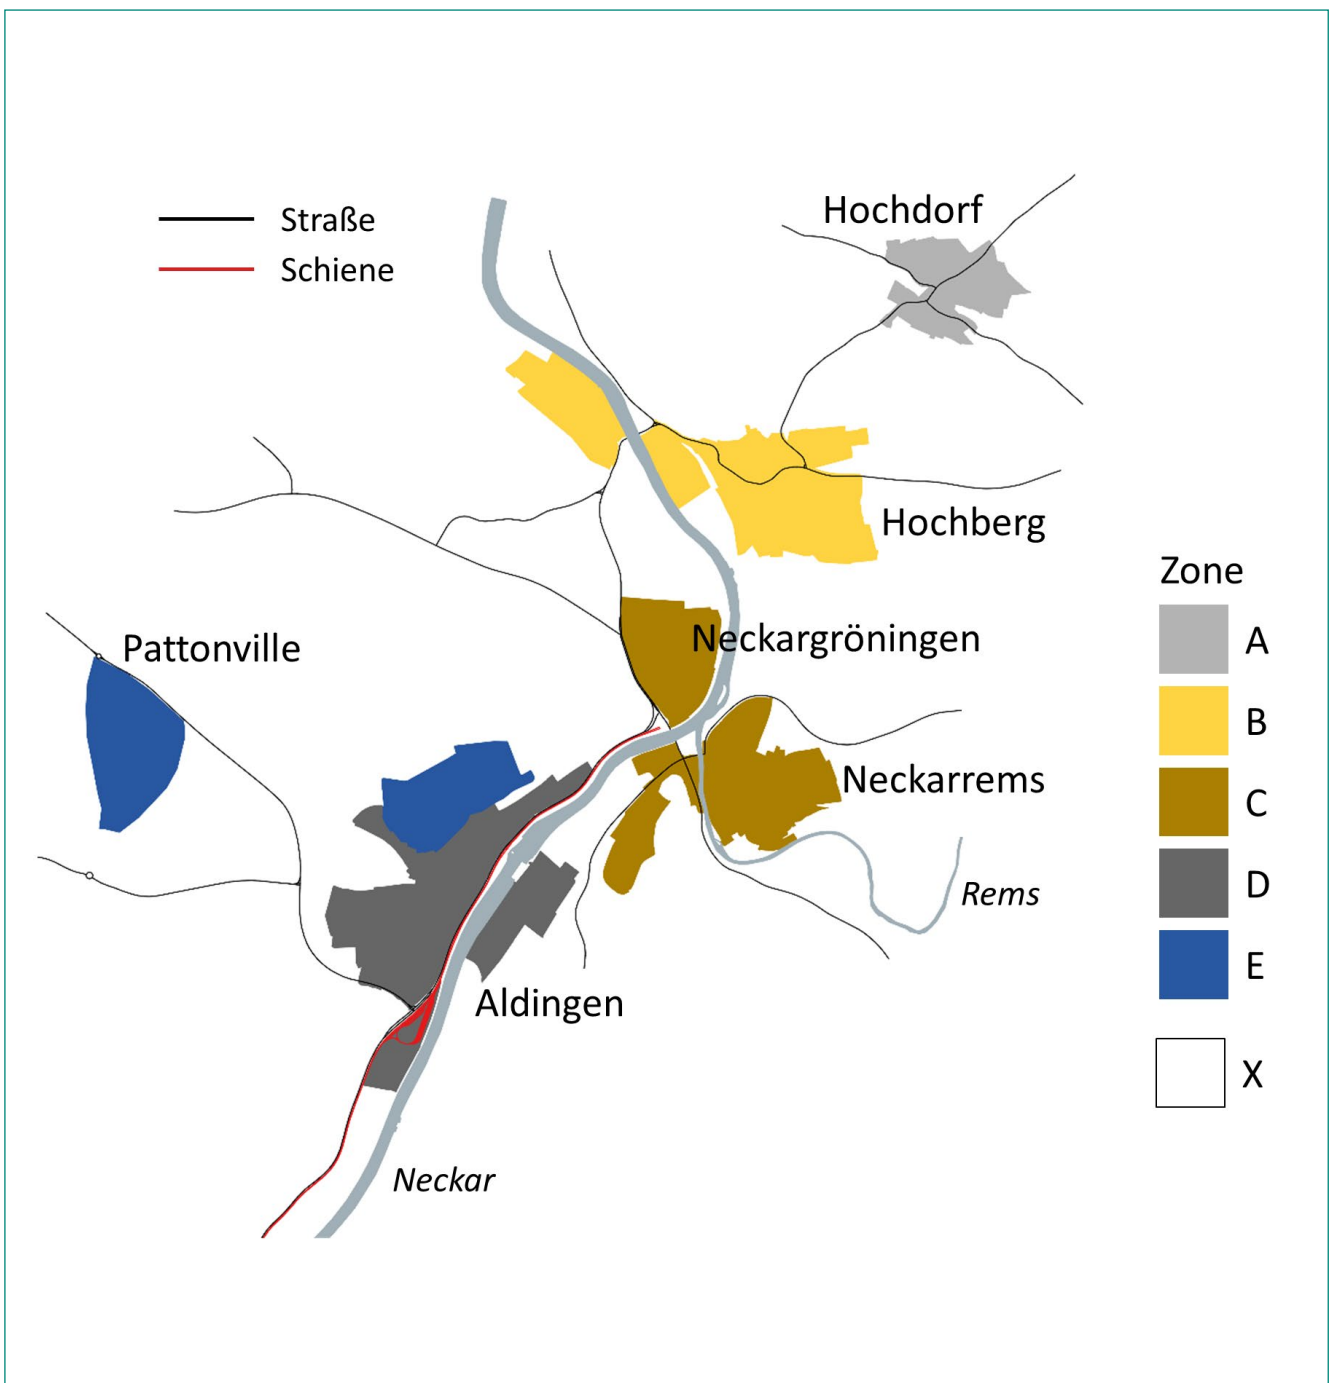 Straße
Schiene
Hochdorf
Hochberg
Zone
A
B
C
D
E
X
Pattonville
Neckargröningen
Neckarrems
Rems
Aldingen
Neckar